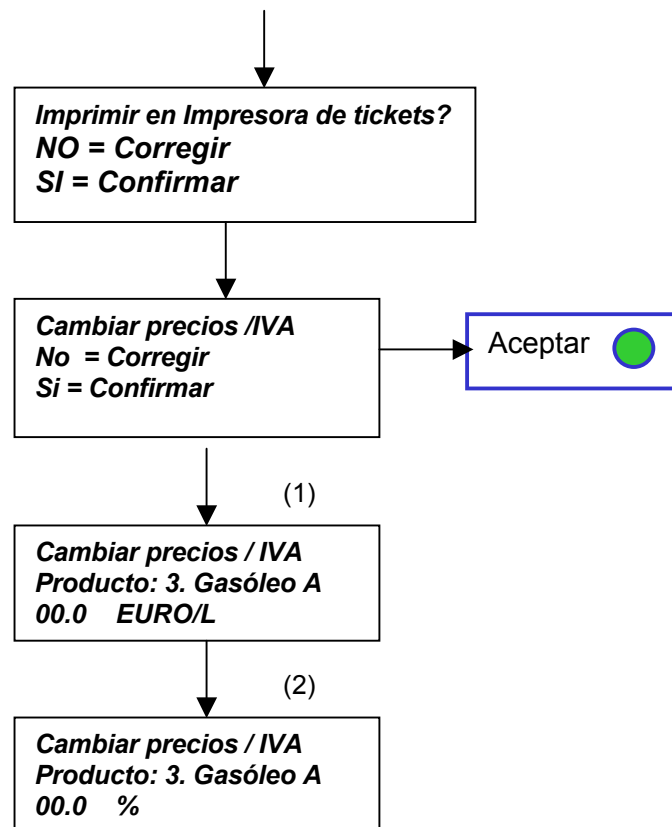 Imprimir en Impresora de tickets?
NO = Corregir
SI = Confirmar
Cambiar precios /IVA
No = Corregir
Si = Confirmar
Aceptar
(1)
Cambiar precios / IVA
Producto: 3. Gasóleo A
00.0 EURO/L
(2)
Cambiar precios / IVA
Producto: 3. Gasóleo A
00.0 %